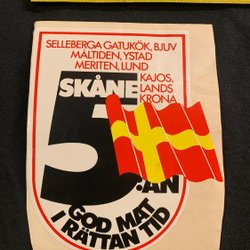 SELLEBERGA GATUKÖK, BJUV
MÅLTIDEN, YSTAD
MERITEN, LUND
KAJOS,
LANDS
KRONA
SKÅNE
5:AN
GOD MAT
I RÄTTAN TID